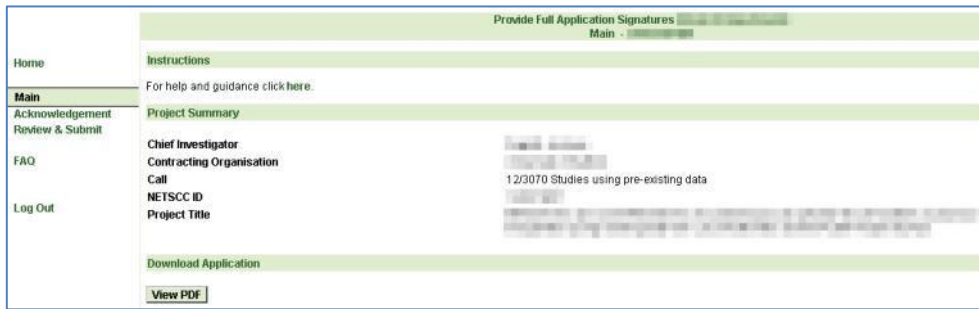 Provide Full Application Signatures
Main -
Home
Instructions
For help and guidance click here.
Main
Acknowledgement
Review & Submit
FAQ
Log Out
Project Summary
Chief Investigator
Contracting Organisation
Call 12/3070 Studies using pre-existing data
NETSCC ID
Project Title
Download Application
View PDF